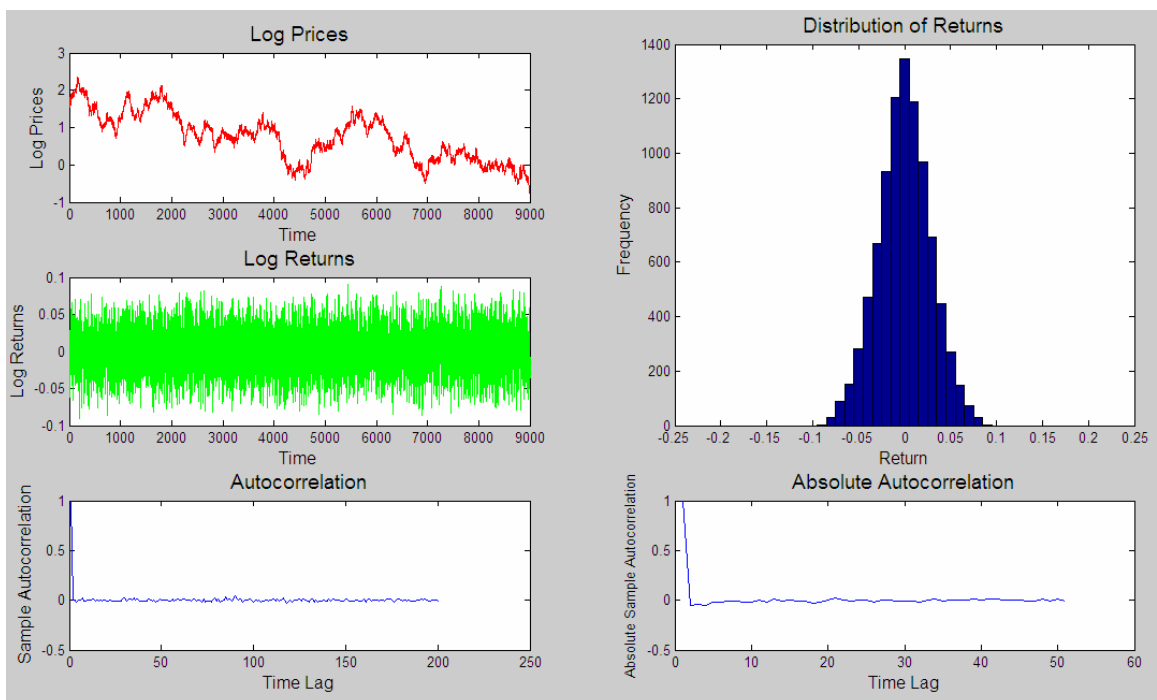 Log Prices
3
2
1
0
-1
Log Prices
0 1000 2000 3000 4000 5000 6000 7000 8000 9000
Time
Log Returns
0.1
0.05
0
-0.05
-0.1
Log Returns
0 1000 2000 3000 4000 5000 6000 7000 8000 9000
Time
Autocorrelation
1
0.5
0
-0.5
Sample Autocorrelation
0 50 100 150 200 250
Time Lag
Distribution of Returns
1400
1200
1000
800
600
400
200
0
Frequency
-0.25 -0.2 -0.15 -0.1 -0.05 0 0.05 0.1 0.15 0.2 0.25
Return
Absolute Autocorrelation
1
0.5
0
-0.5
Absolute Sample Autocorrelation
0 10 20 30 40 50 60
Time Lag